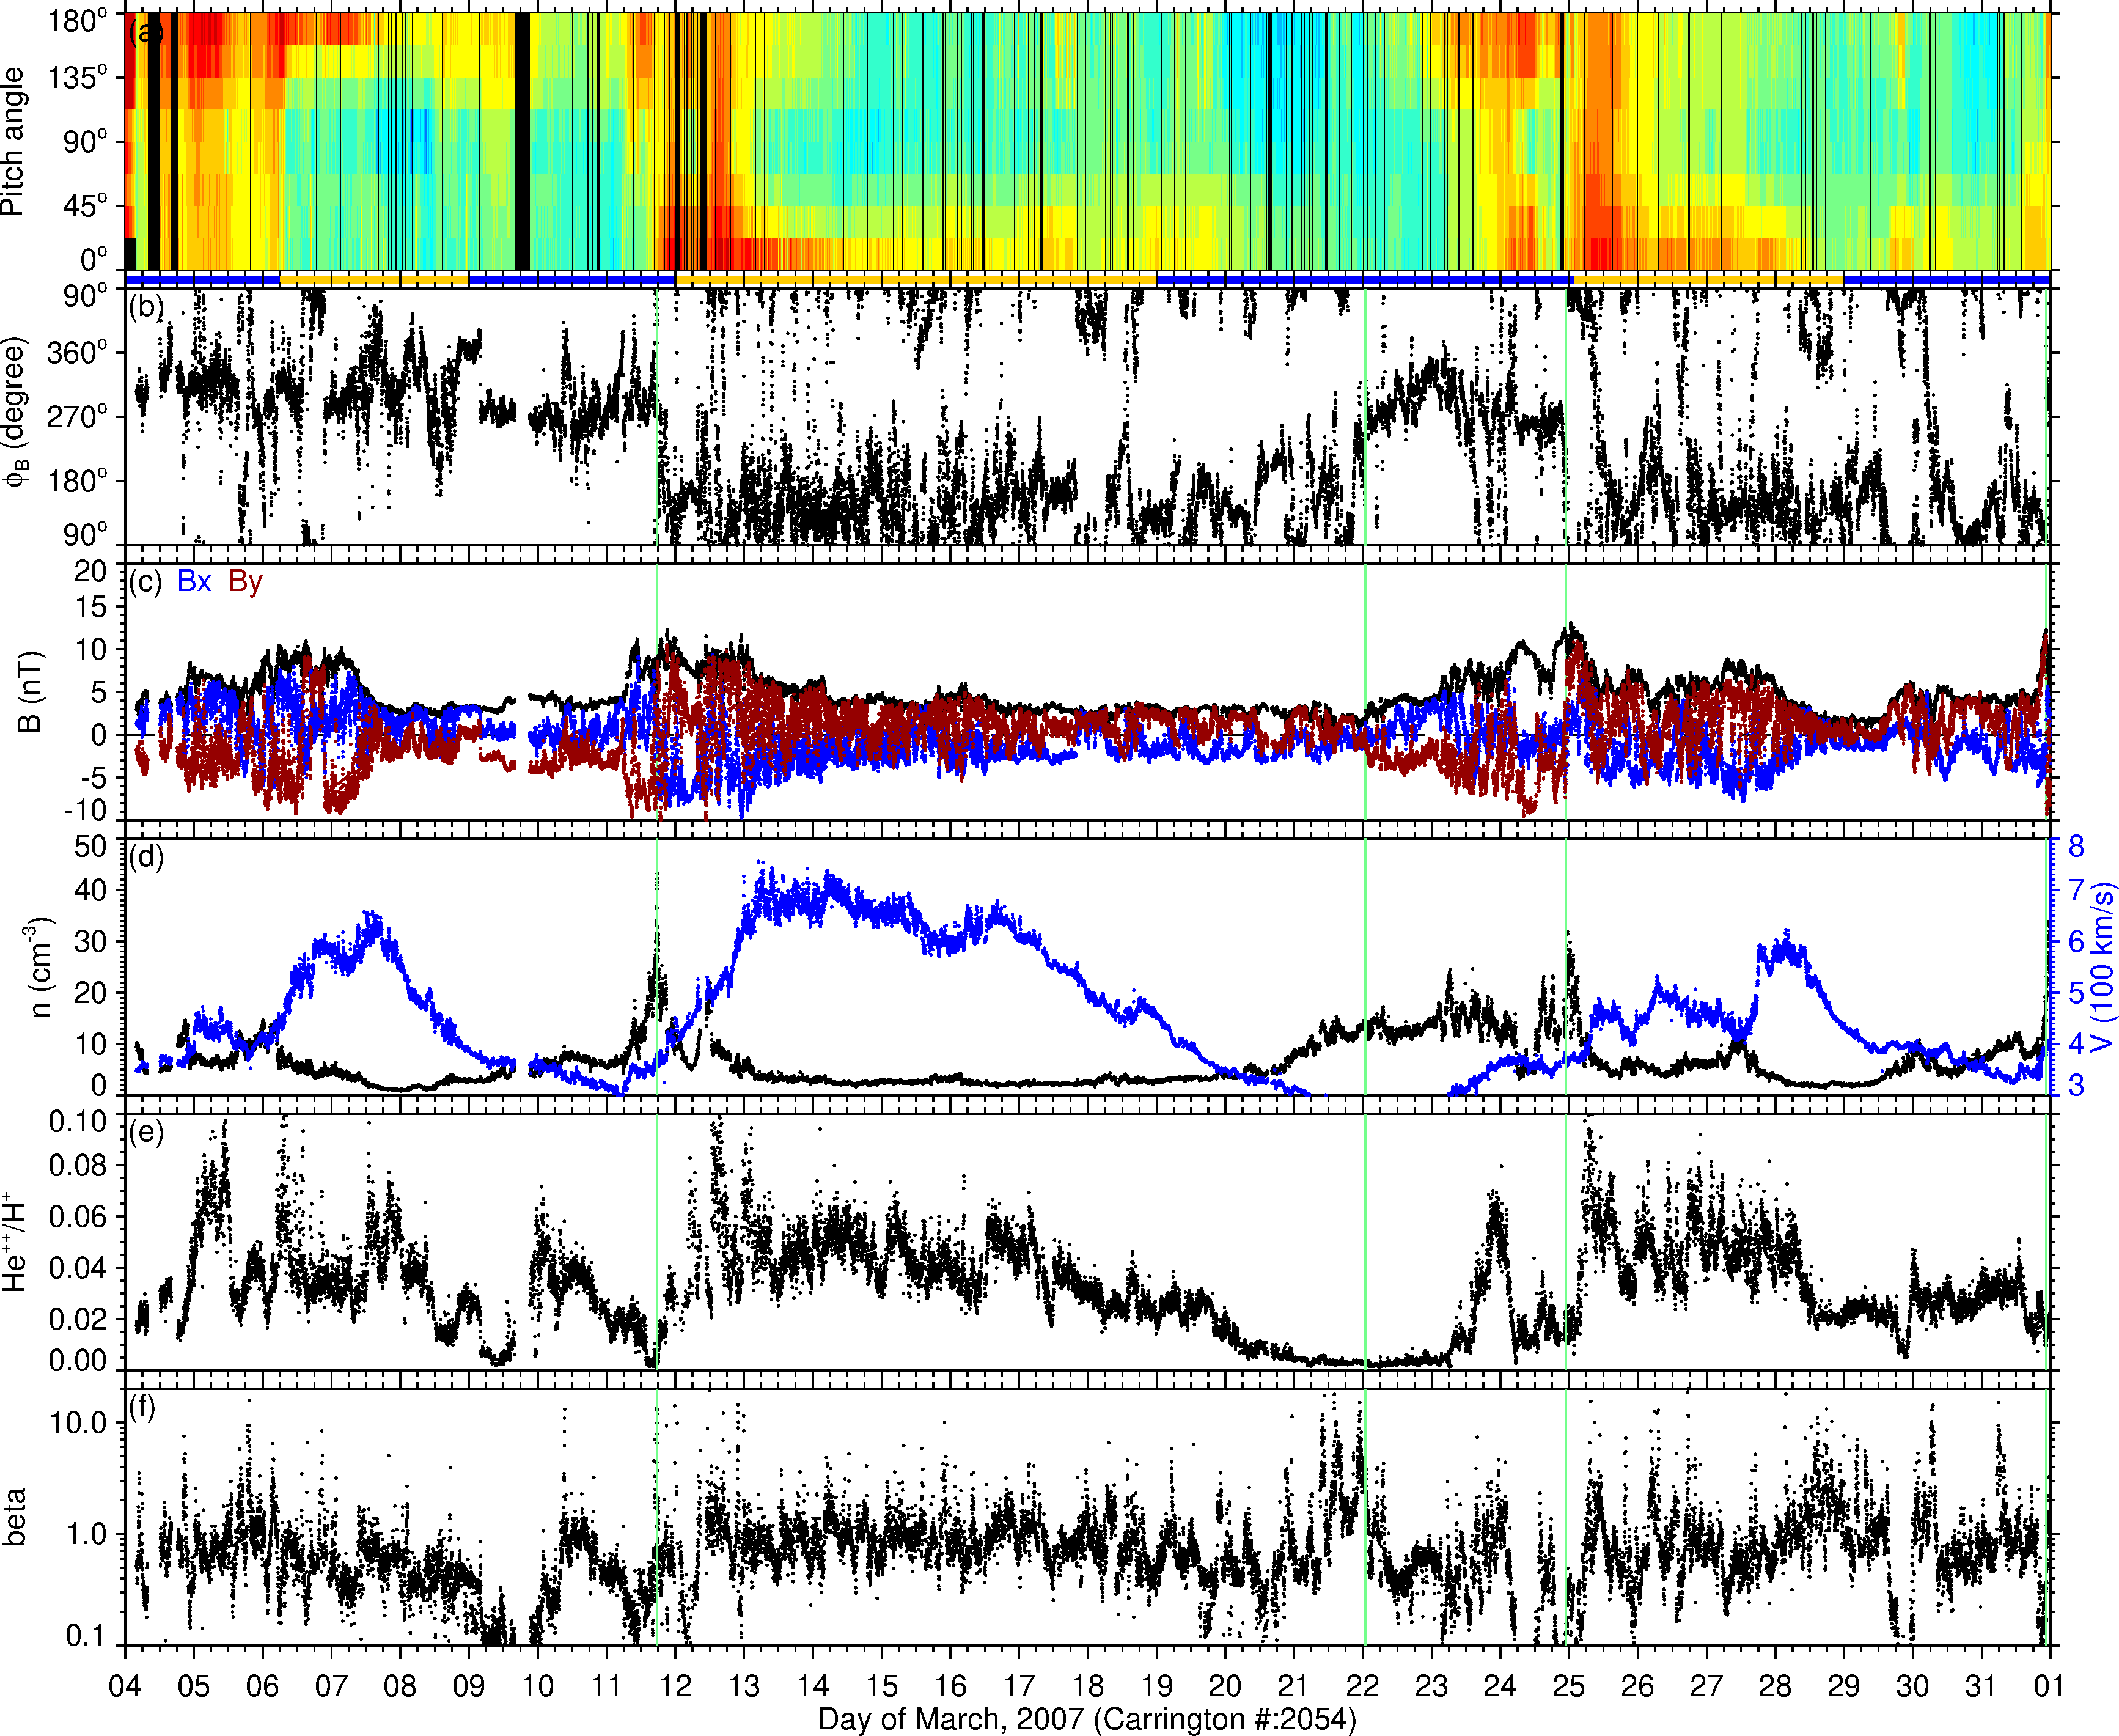 (a)
180°
135°
90°
45°
0°
Pitch angle
(b)
90°
360°
270°
180°
90°
ϕB (degree)
(c) Bx By
20
15
10
5
0
-5
-10
B (nT)
(d)
50
40
30
20
10
0
n (cm-3)
8
7
6
5
4
3
V (100 km/s)
(e)
0.10
0.08
0.06
0.04
0.02
0.00
He++/H+
(f)
10.0
1.0
0.1
beta
04 05 06 07 08 09 10 11 12 13 14 15 16 17 18 19 20 21 22 23 24 25 26 27 28 29 30 31 01
Day of March, 2007 (Carrington #:2054)